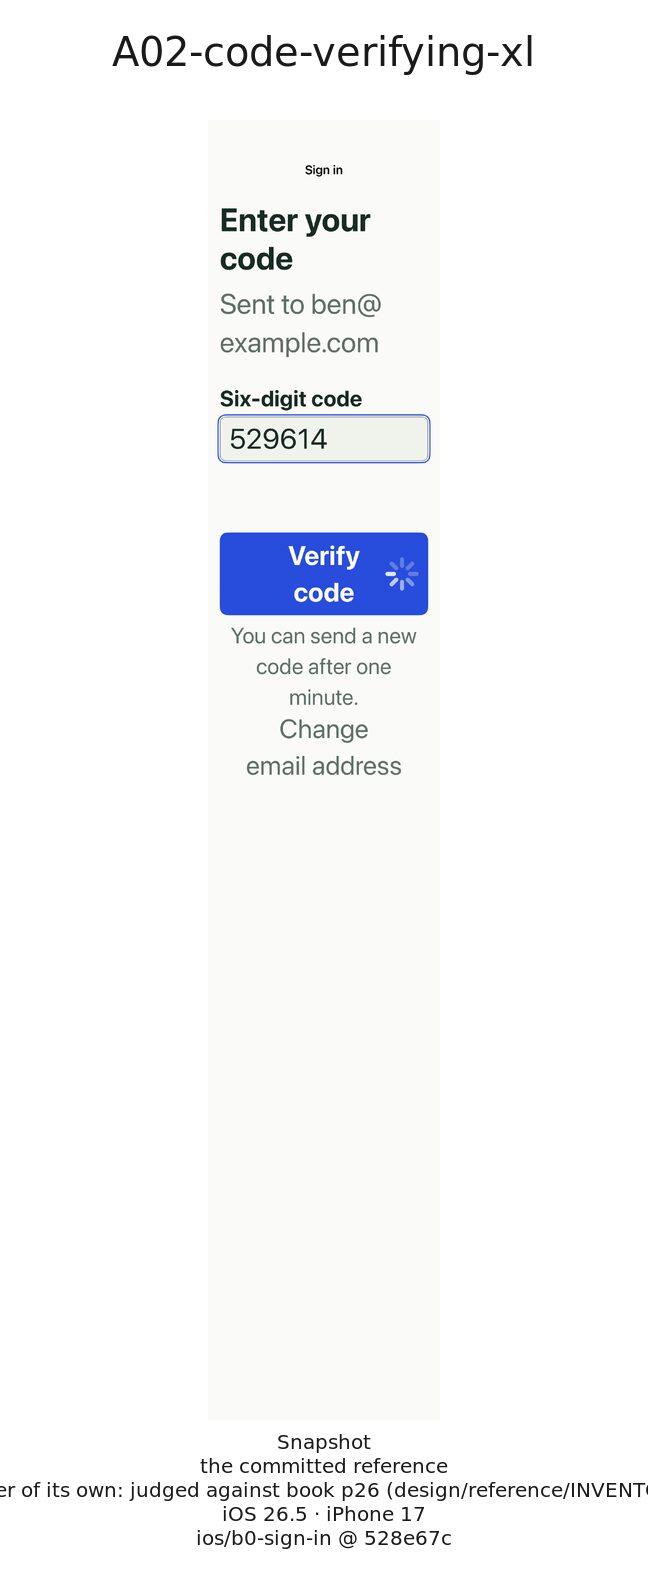 A02-code-verifying-xl
Sign in
Enter your
code
Sent to ben@
example.com
Six-digit code
529614
Verify
code
You can send a new
code after one
minute.
Change
email address
Snapshot
the committed reference
of its own: judged against book p26 (design/reference/
iOS 26.5 · iPhone 17
ios/b0-sign-in @ 528e67c